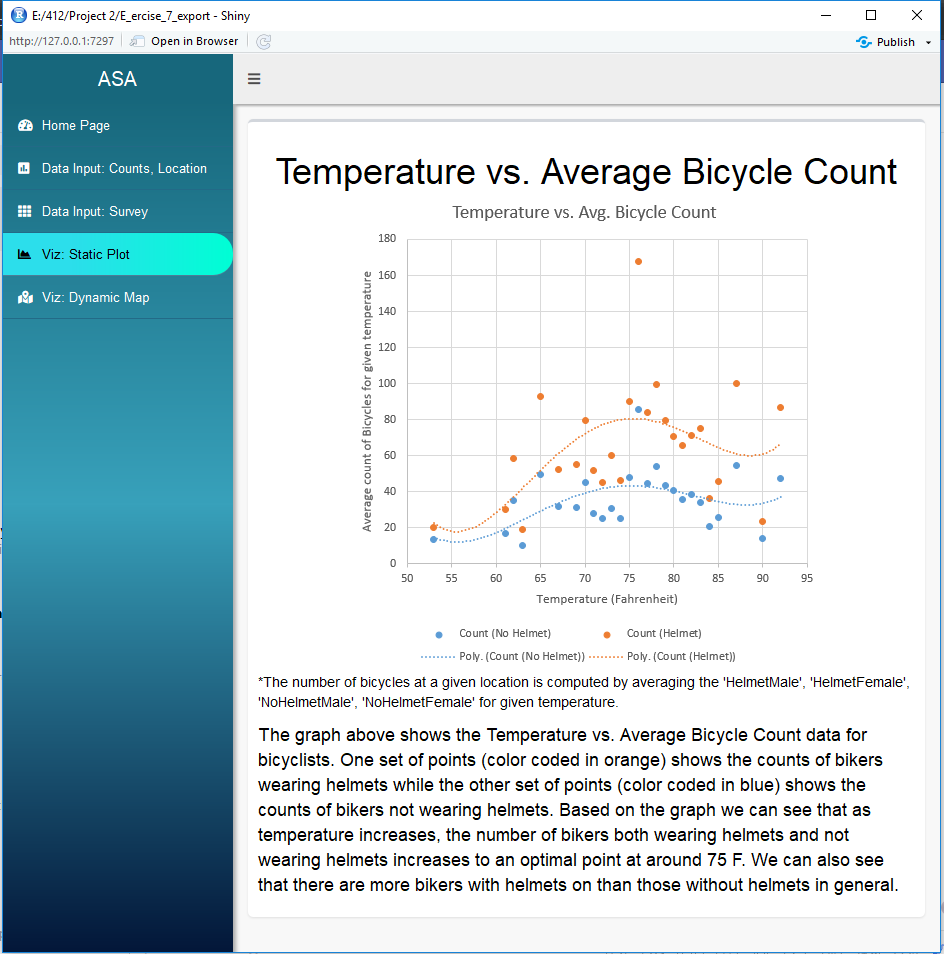 E:/412/Project 2/E_ercise_7_export - Shiny
http://127.0.0.1:7297
Open in Browser
Publish
ASA
Home Page
Data Input: Counts, Location
Data Input: Survey
Viz: Static Plot
Viz: Dynamic Map
Temperature vs. Average Bicycle Count
Temperature vs. Avg. Bicycle Count
Average count of Bicycles for given temperature
180
160
140
120
100
80
60
40
20
0
50 55 60 65 70 75 80 85 90 95
Temperature (Fahrenheit)
Count (No Helmet) Count (Helmet)
Poly. (Count (No Helmet)) Poly. (Count (Helmet))
*The number of bicycles at a given location is computed by averaging the 'HelmetMale', 'HelmetFemale',
'NoHelmetMale', 'NoHelmetFemale' for given temperature.
The graph above shows the Temperature vs. Average Bicycle Count data for
bicyclists. One set of points (color coded in orange) shows the counts of bikers
wearing helmets while the other set of points (color coded in blue) shows the
counts of bikers not wearing helmets. Based on the graph we can see that as
temperature increases, the number of bikers both wearing helmets and not
wearing helmets increases to an optimal point at around 75 F. We can also see
that there are more bikers with helmets on than those without helmets in general.